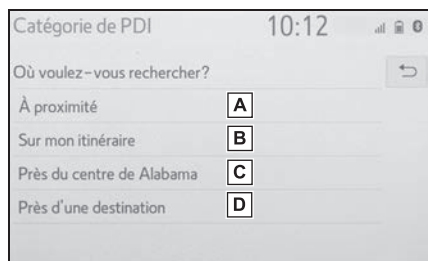 Catégorie de PDI 10:12
Où voulez-vous rechercher?
À proximité A
Sur mon itinéraire B
Près du centre de Alabama C
Près d'une destination D